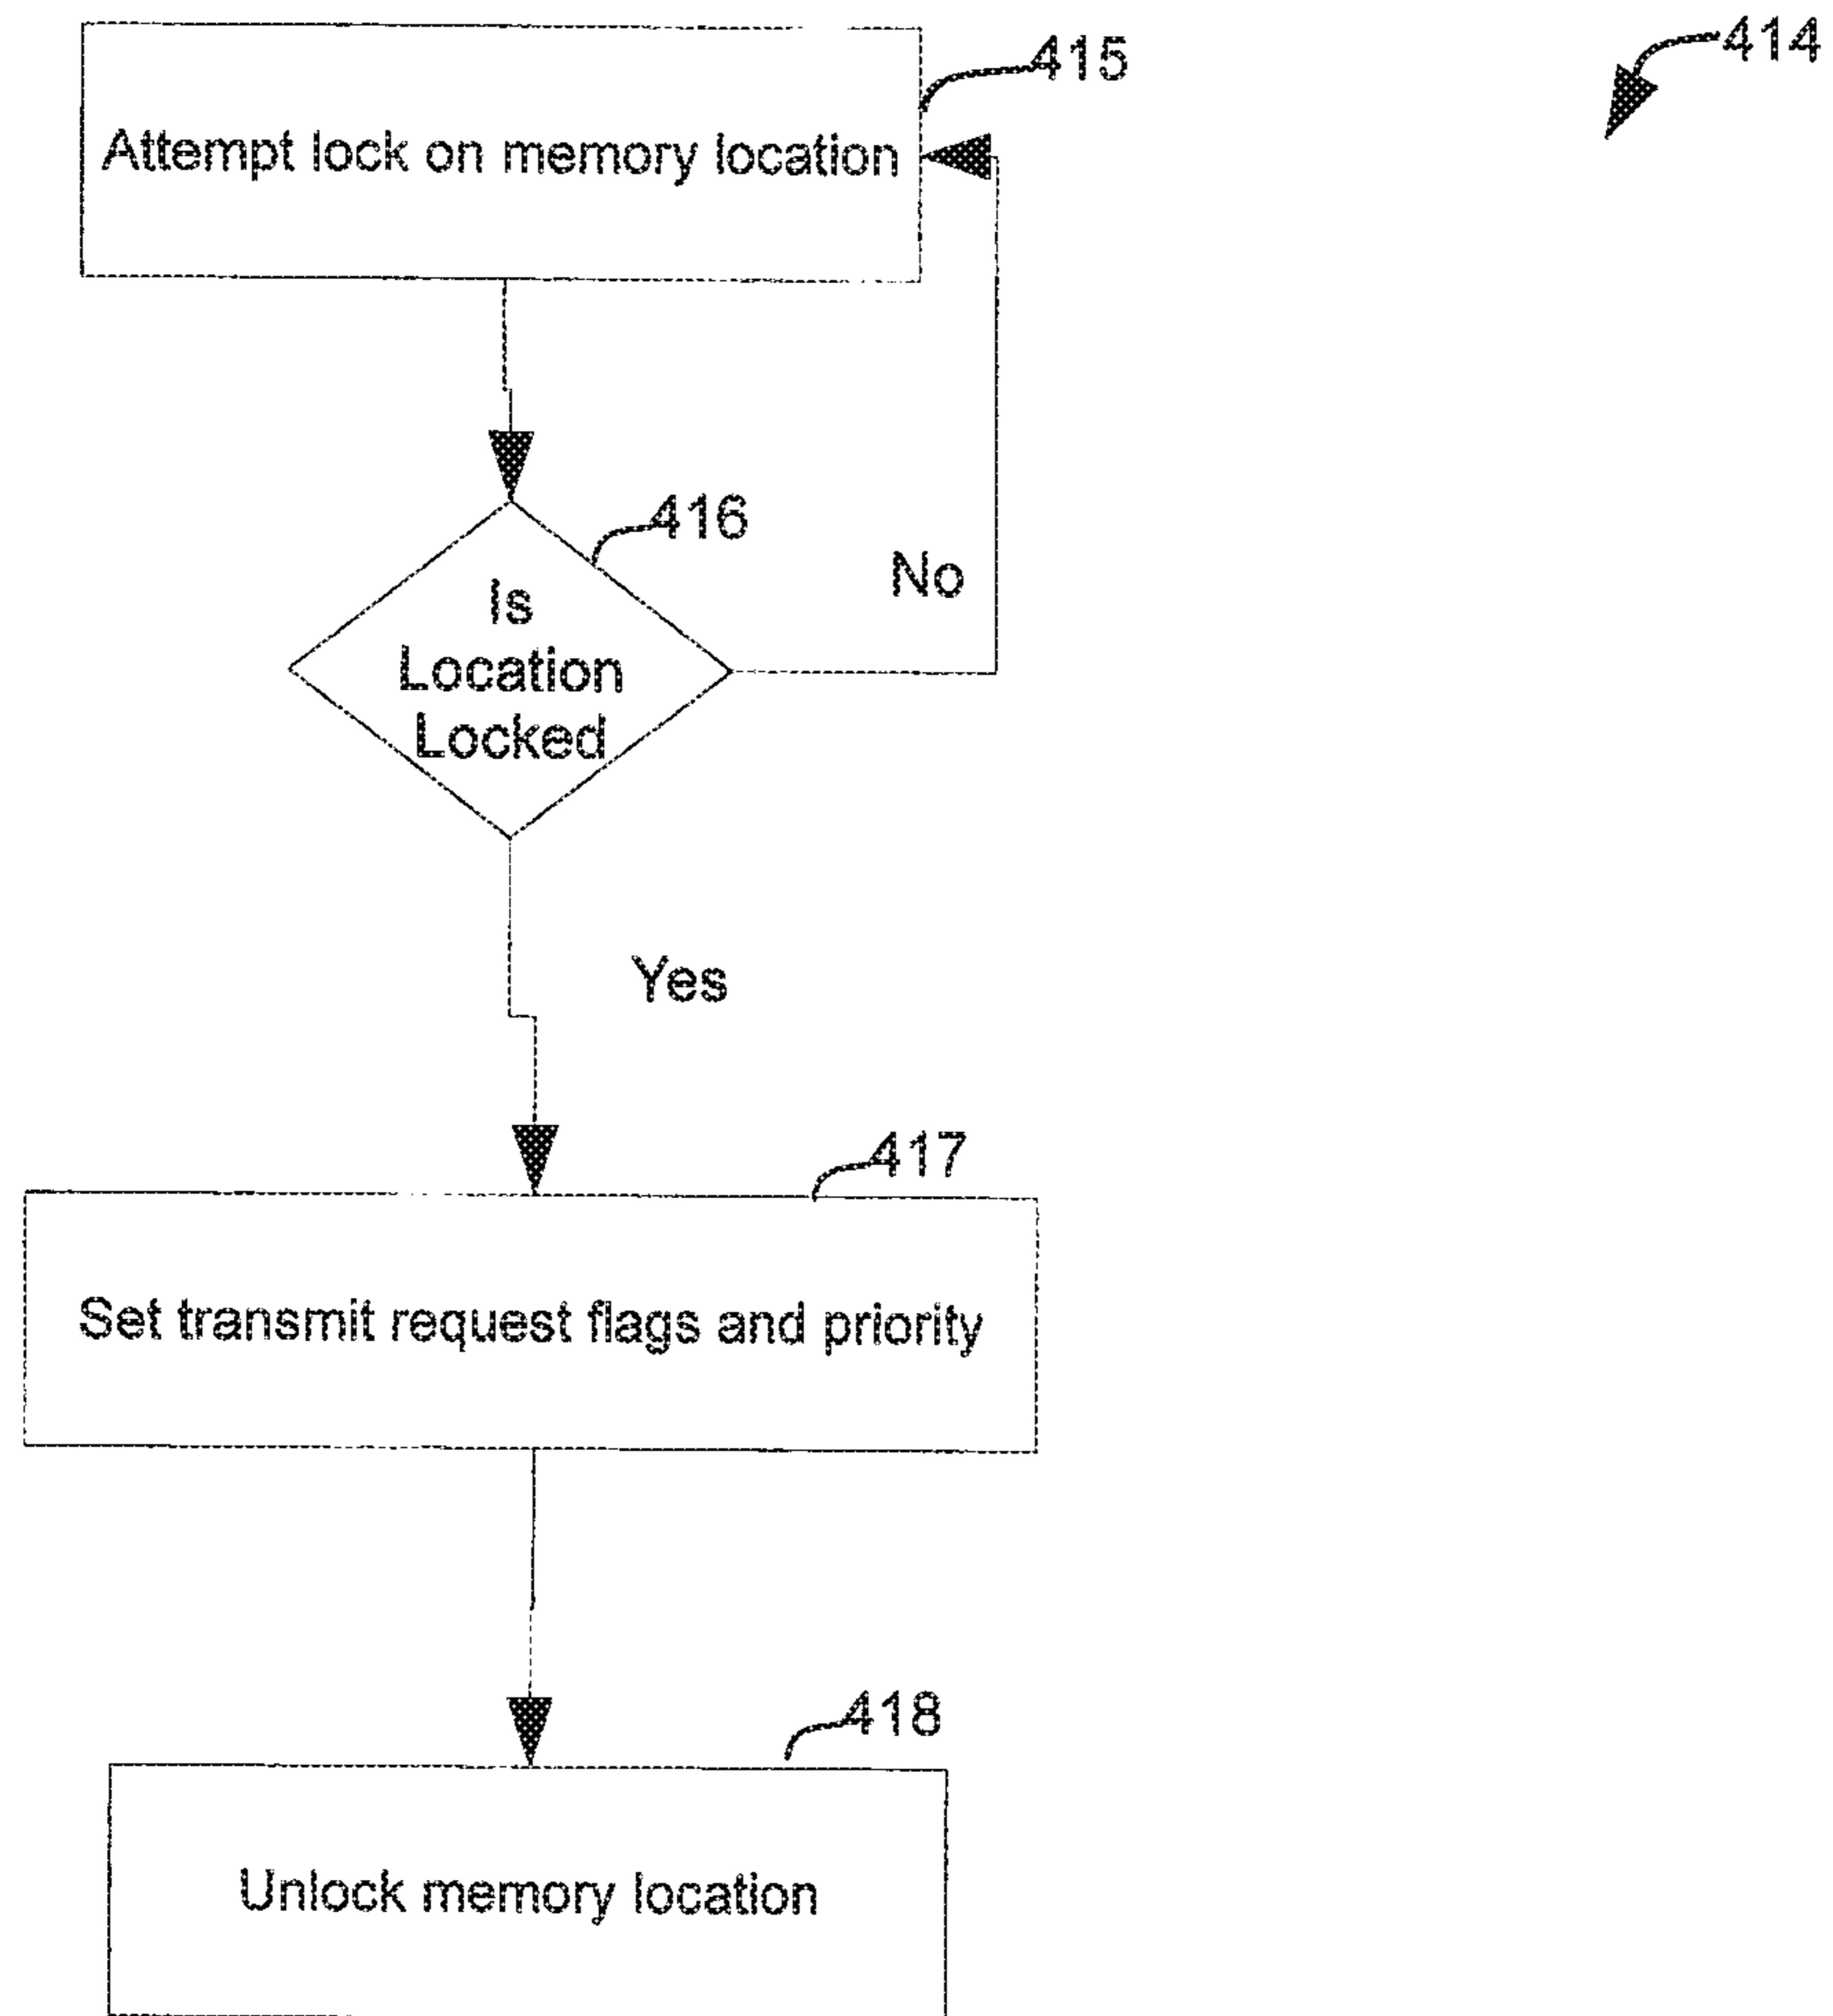 414
415
Attempt lock on memory location
416
No
Is
Location
Locked
Yes
417
Set transmit request flags and priority
418
Unlock memory location